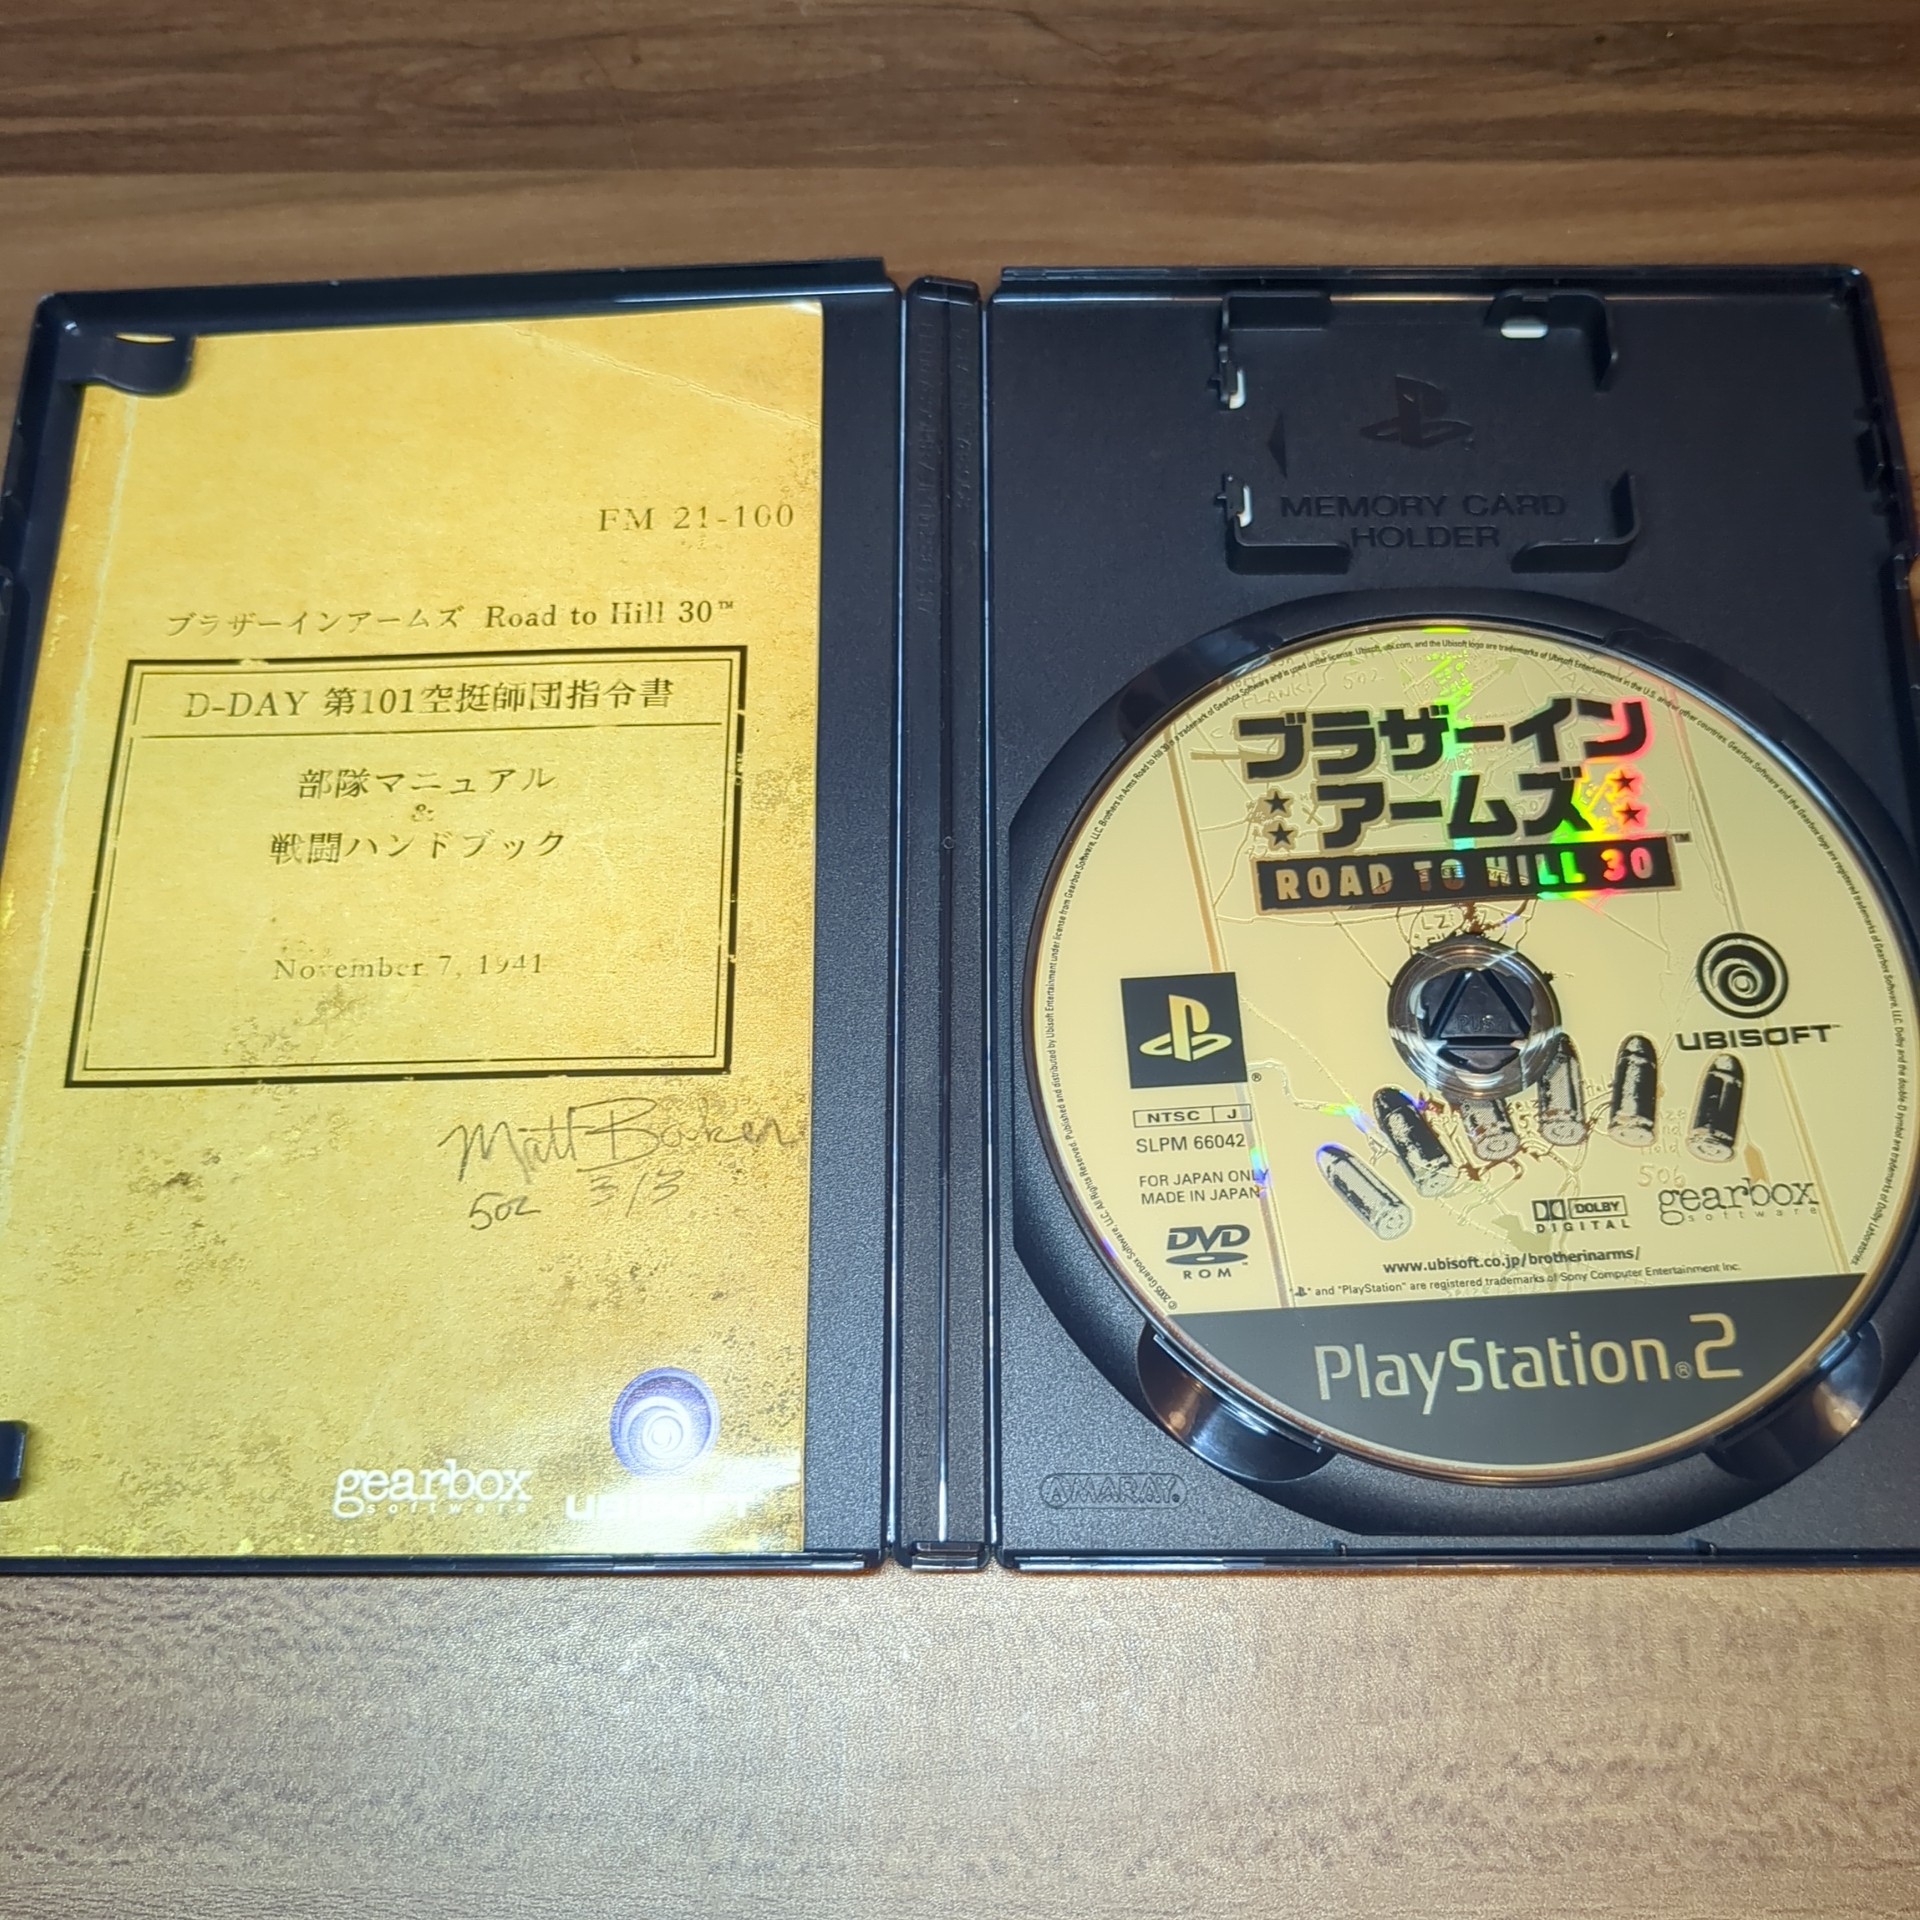 FM 21-100
ブラザーインアームズ Road to Hill 30™
D-DAY 第101空挺師団指令書
部隊マニュアル
&
戦闘ハンドブック
November 7, 1941
Matt Baker
502 3/3
gearbox
software
UBISOFT
MEMORY CARD
HOLDER
ブラザーイン
アームズ
ROAD TO HILL 30™
UBISOFT™
®
NTSC J
SLPM 66042
FOR JAPAN ONLY
MADE IN JAPAN
DVD
ROM
DOLBY
DIGITAL
gearbox
software
506
www.ubisoft.co.jp/brotherinarms/
" " and "PlayStation" are registered trademarks of Sony Computer Entertainment Inc.
PlayStation®2
AMARAY